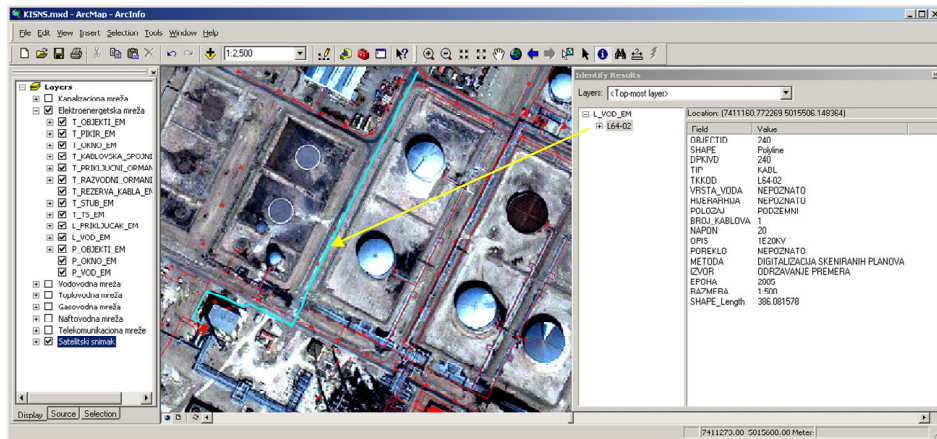 KISNS.mxd - ArcMap - ArcInfo
File Edit View Insert Selection Tools Window Help
1:2,500
Layers
Kanalizaciona mreža
Elektroenergetska mreža
T_OBJEKTI_EM
T_PIKIR_EM
T_OKNO_EM
T_KABLOVSKA_SPOJNI
T_PRIKLJUCNI_ORMAN
T_RAZVODNI_ORMANI
T_REZERVA_KABLA_EN
T_STUB_EM
T_TS_EM
L_PRIKLJUCAK_EM
L_VOD_EM
P_OBJEKTI_EM
P_OKNO_EM
P_VOD_EM
Vodovodna mreža
Toplovodna mreža
Gasovodna mreža
Naftovodna mreža
Telekomunikaciona mreže
Satelitski snimak
Display Source Selection
Identify Results
Layers: <Top-most layer>
L_VOD_EM
L64-02
Location: (7411160.772269 5015506.148364)
Field Value
OBJECTID 240
SHAPE Polyline
DPKIVD 240
TIP KABL
TKKOD L64-02
VRSTA_VODA NEPOZNATO
HIJERARHIJA NEPOZNATO
POLOZAJ PODZEMNI
BROJ_KABLOVA 1
NAPON 20
OPIS 1E20KV
POREKLO NEPOZNATO
METODA DIGITALIZACIJA SKENIRANIH PLANOVA
IZVOR ODRZAVANJE PREMERA
EPOHA 2005
RAZMERA 1:500
SHAPE_Length 386.081578
7411273.00 5015600.00 Meter: